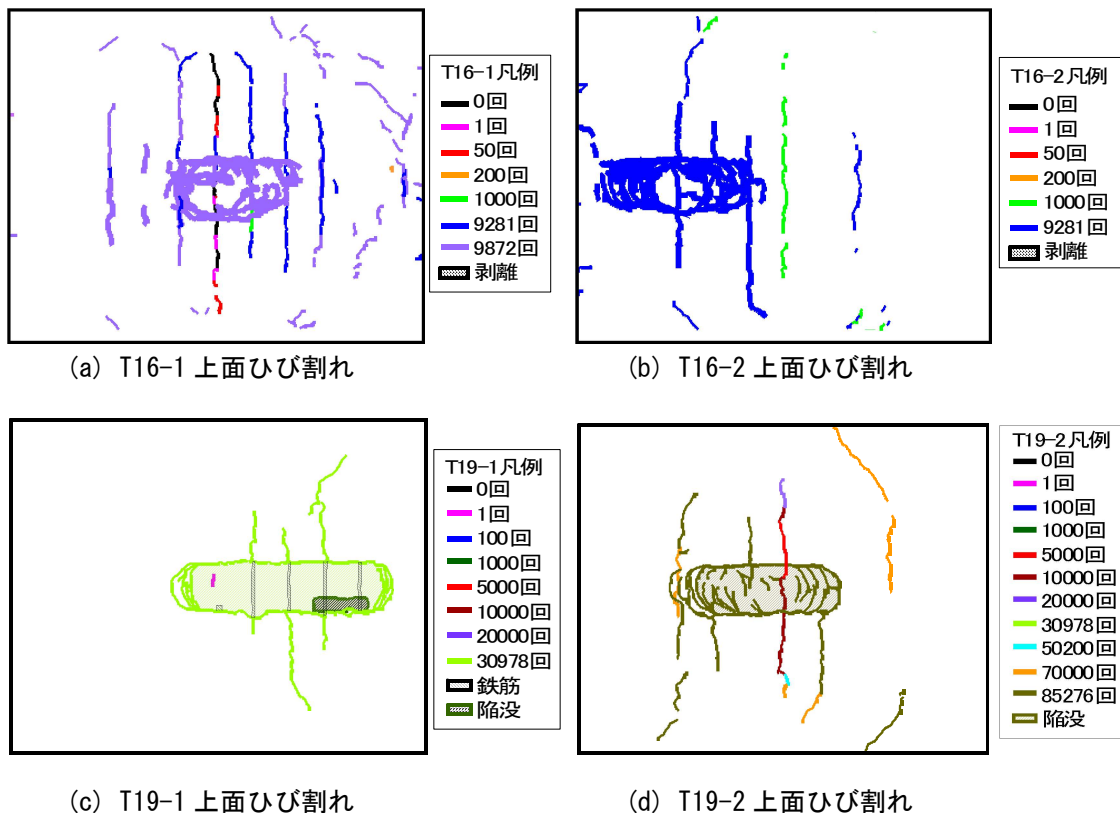 T16-1凡例
0回
1回
50回
200回
1000回
9281回
9872回
剥離
(a) T16-1 上面ひび割れ
T16-2凡例
0回
1回
50回
200回
1000回
9281回
剥離
(b) T16-2 上面ひび割れ
T19-1凡例
0回
1回
100回
1000回
5000回
10000回
20000回
30978回
鉄筋
陥没
(c) T19-1 上面ひび割れ
T19-2凡例
0回
1回
100回
1000回
5000回
10000回
20000回
30978回
50200回
70000回
85276回
陥没
(d) T19-2 上面ひび割れ